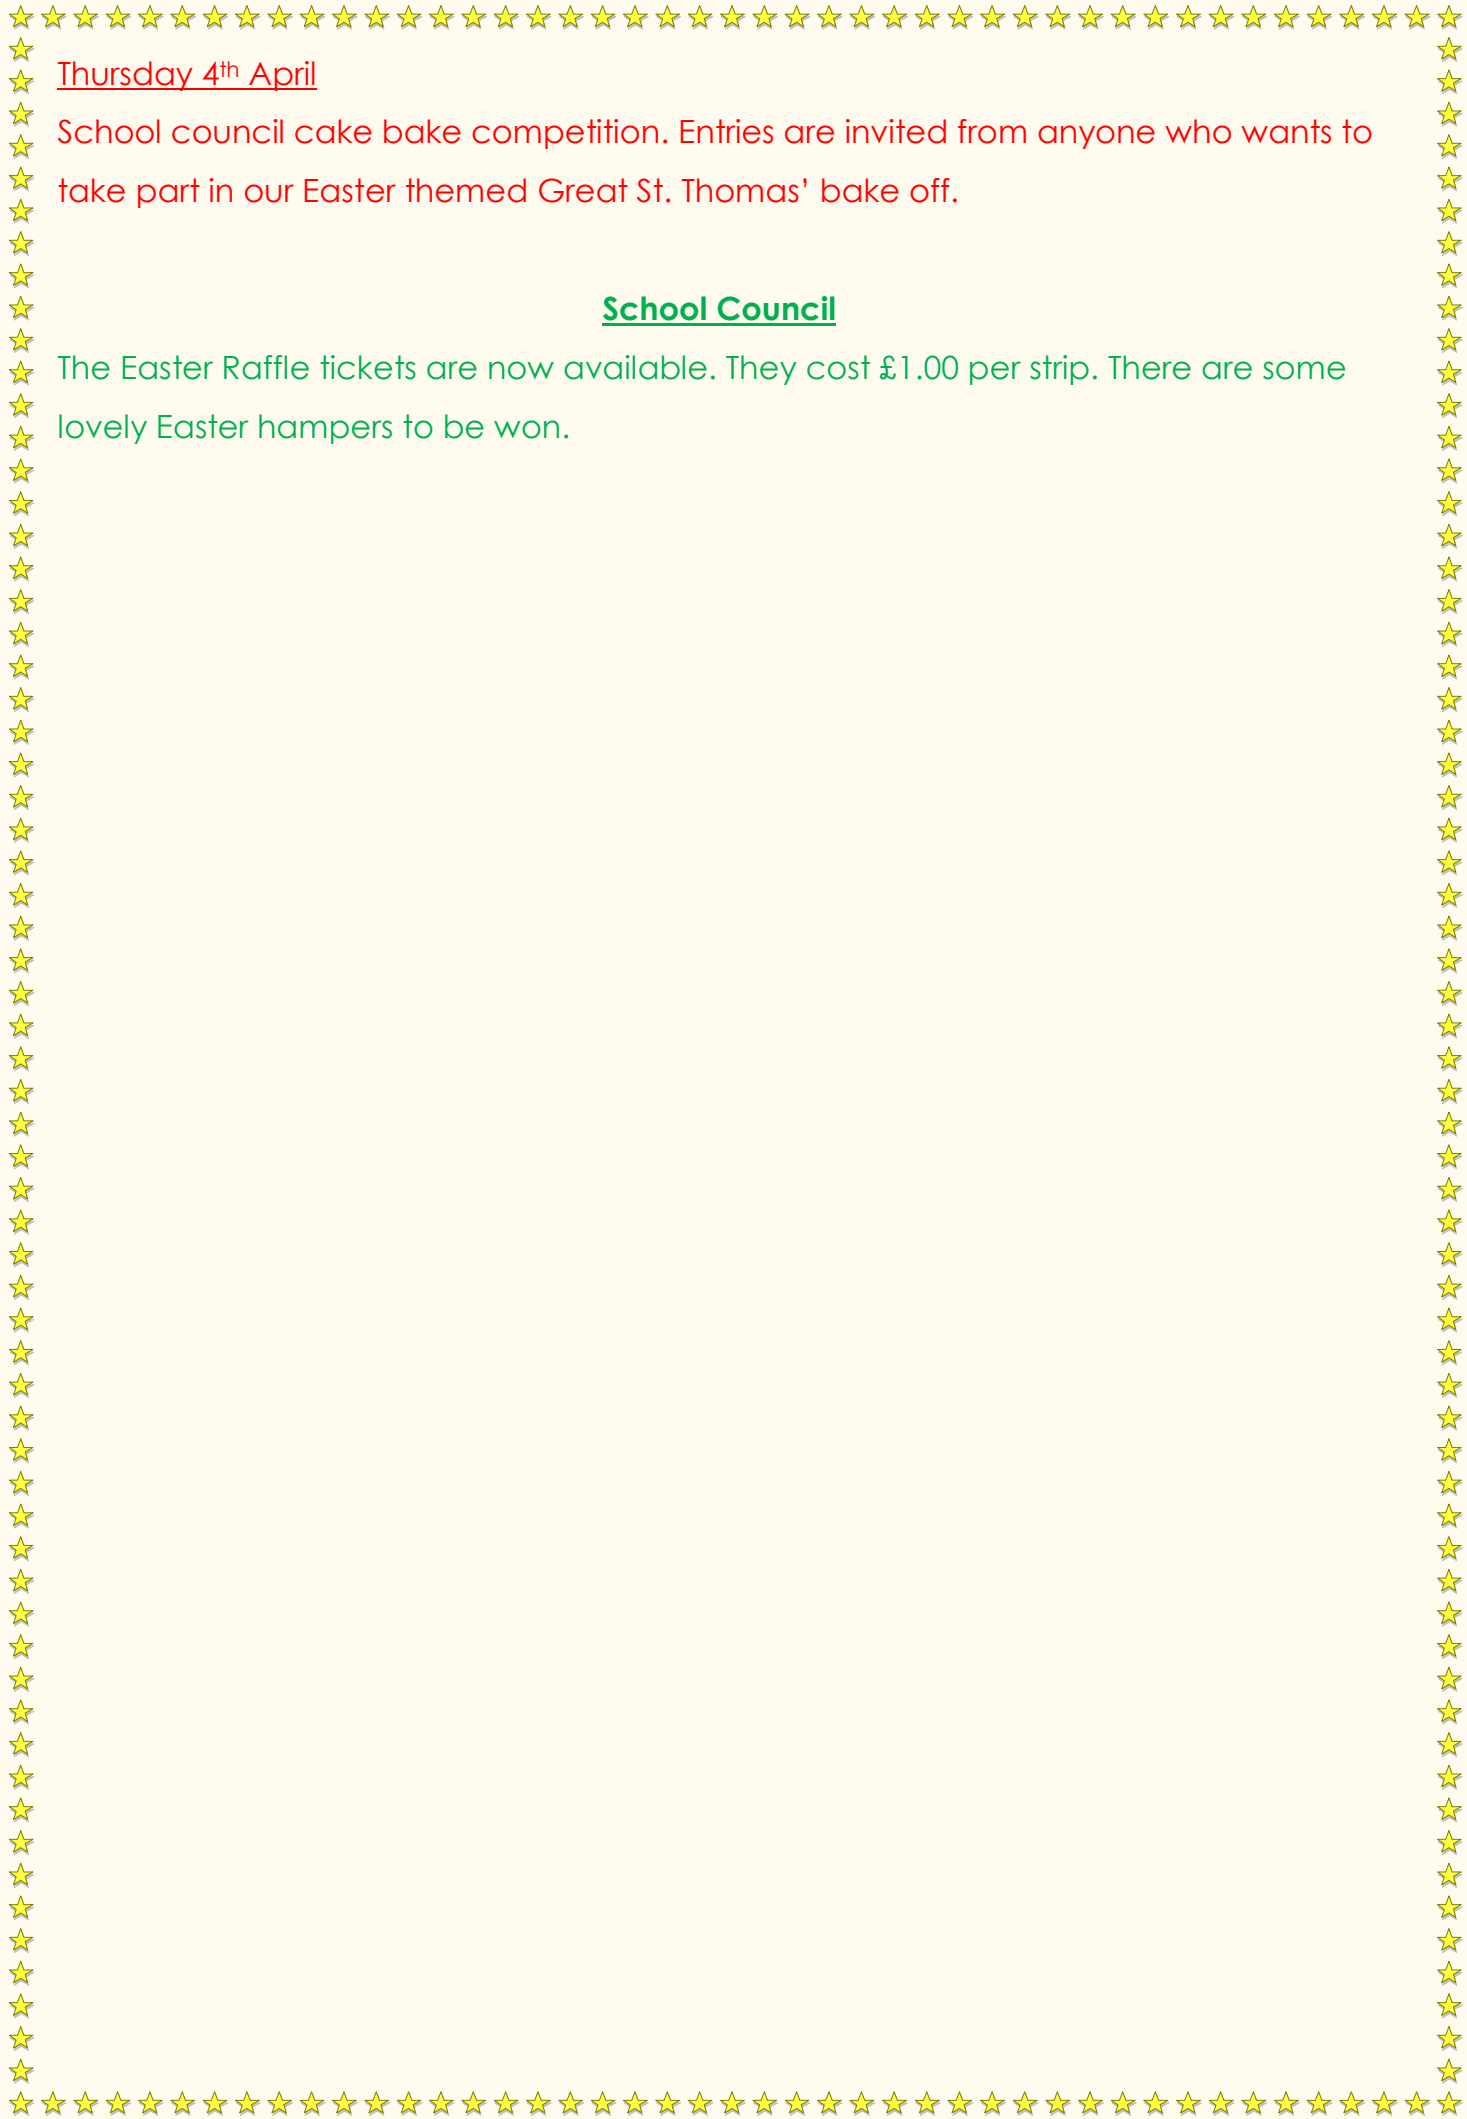 Thursday 4th April
School council cake bake competition. Entries are invited from anyone who wants to
take part in our Easter themed Great St. Thomas’ bake off.
School Council
The Easter Raffle tickets are now available. They cost £1.00 per strip. There are some
lovely Easter hampers to be won.